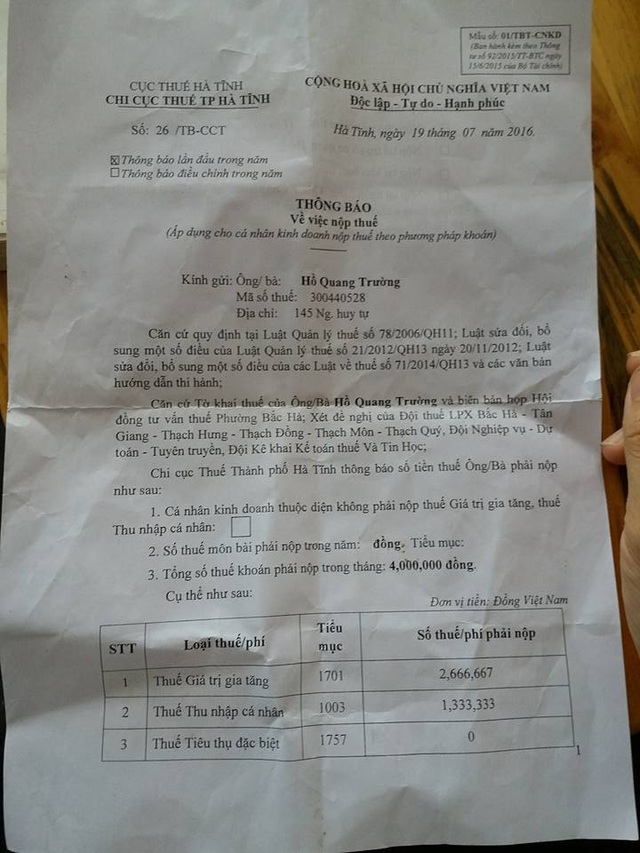 Mẫu số: 01/TBT-CNKD
(Ban hành kèm theo Thông
tư số 92/2015/TT-BTC ngày
15/6/2015 của Bộ Tài chính)
CỤC THUẾ HÀ TĨNH
CHI CỤC THUẾ TP HÀ TĨNH
Số: 26 /TB-CCT
CỘNG HOÀ XÃ HỘI CHỦ NGHĨA VIỆT NAM
Độc lập - Tự do - Hạnh phúc
Hà Tĩnh, ngày 19 tháng 07 năm 2016.
☒Thông báo lần đầu trong năm
☐Thông báo điều chỉnh trong năm
THÔNG BÁO
Về việc nộp thuế
(Áp dụng cho cá nhân kinh doanh nộp thuế theo phương pháp khoán)
Kính gửi: Ông/ bà: Hồ Quang Trường
Mã số thuế: 300440528
Địa chỉ: 145 Ng. huy tự
Căn cứ quy định tại Luật Quản lý thuế số 78/2006/QH11; Luật sửa đổi, bổ
sung một số điều của Luật Quản lý thuế số 21/2012/QH13 ngày 20/11/2012; Luật
sửa đổi, bổ sung một số điều của các Luật về thuế số 71/2014/QH13 và các văn bản
hướng dẫn thi hành;
Căn cứ Tờ khai thuế của Ông/Bà Hồ Quang Trường và biên bản họp Hội
đồng tư vấn thuế Phường Bắc Hà; Xét đề nghị của Đội thuế LPX Bắc Hà - Tân
Giang - Thạch Hưng - Thạch Đồng - Thạch Môn - Thạch Quý, Đội Nghiệp vụ - Dự
toán - Tuyên truyền, Đội Kê khai Kế toán thuế Và Tin Học;
Chi cục Thuế Thành phố Hà Tĩnh thông báo số tiền thuế Ông/Bà phải nộp
như sau:
1. Cá nhân kinh doanh thuộc diện không phải nộp thuế Giá trị gia tăng, thuế
Thu nhập cá nhân: ☐
2. Số thuế môn bài phải nộp trong năm: đồng; Tiểu mục:
3. Tổng số thuế khoán phải nộp trong tháng: 4,000,000 đồng.
Cụ thể như sau:
Đơn vị tiền: Đồng Việt Nam
STT Loại thuế/phí Tiểu mục Số thuế/phí phải nộp
1 Thuế Giá trị gia tăng 1701 2,666,667
2 Thuế Thu nhập cá nhân 1003 1,333,333
3 Thuế Tiêu thụ đặc biệt 1757 0
1